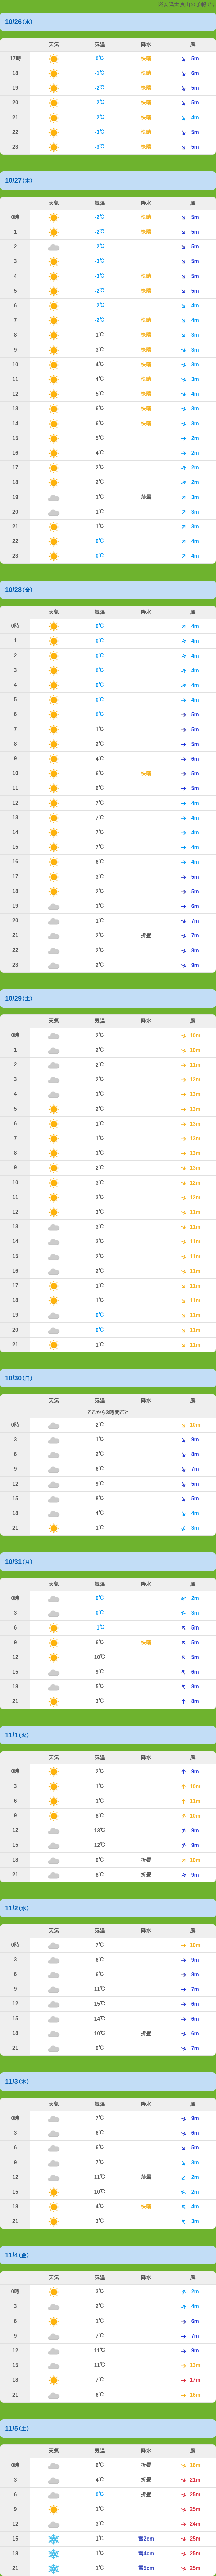 ※安達太良山の予報です
10/26(水)
天気 気温 降水 風
17時 0℃ 快晴 5m
18 -1℃ 快晴 6m
19 -2℃ 快晴 5m
20 -2℃ 快晴 5m
21 -2℃ 快晴 4m
22 -3℃ 快晴 5m
23 -3℃ 快晴 5m
10/27(木)
天気 気温 降水 風
0時 -2℃ 快晴 5m
1 -2℃ 快晴 5m
2 -2℃ 5m
3 -3℃ 5m
4 -3℃ 快晴 5m
5 -2℃ 快晴 5m
6 -2℃ 4m
7 -2℃ 快晴 4m
8 1℃ 快晴 3m
9 3℃ 快晴 3m
10 4℃ 快晴 3m
11 4℃ 快晴 3m
12 5℃ 快晴 4m
13 6℃ 快晴 3m
14 6℃ 快晴 3m
15 5℃ 2m
16 4℃ 2m
17 2℃ 2m
18 2℃ 2m
19 1℃ 薄曇 3m
20 1℃ 3m
21 1℃ 3m
22 0℃ 4m
23 0℃ 4m
10/28(金)
天気 気温 降水 風
0時 0℃ 4m
1 0℃ 4m
2 0℃ 4m
3 0℃ 4m
4 0℃ 4m
5 0℃ 4m
6 0℃ 5m
7 1℃ 5m
8 2℃ 5m
9 4℃ 6m
10 6℃ 快晴 5m
11 6℃ 5m
12 7℃ 4m
13 7℃ 4m
14 7℃ 4m
15 7℃ 4m
16 6℃ 4m
17 3℃ 5m
18 2℃ 5m
19 1℃ 6m
20 1℃ 7m
21 2℃ 折曇 7m
22 2℃ 8m
23 2℃ 9m
10/29(土)
天気 気温 降水 風
0時 2℃ 10m
1 2℃ 10m
2 2℃ 11m
3 2℃ 12m
4 1℃ 13m
5 2℃ 13m
6 1℃ 13m
7 1℃ 13m
8 1℃ 13m
9 2℃ 13m
10 3℃ 12m
11 3℃ 12m
12 3℃ 11m
13 3℃ 11m
14 3℃ 11m
15 2℃ 11m
16 2℃ 11m
17 1℃ 11m
18 1℃ 11m
19 0℃ 11m
20 0℃ 11m
21 1℃ 11m
10/30(日)
天気 気温 降水 風
ここから3時間ごと
0時 2℃ 10m
3 1℃ 9m
6 2℃ 8m
9 6℃ 7m
12 9℃ 5m
15 8℃ 5m
18 4℃ 4m
21 1℃ 3m
10/31(月)
天気 気温 降水 風
0時 0℃ 2m
3 0℃ 3m
6 -1℃ 5m
9 6℃ 快晴 5m
12 10℃ 5m
15 9℃ 6m
18 5℃ 8m
21 3℃ 8m
11/1(火)
天気 気温 降水 風
0時 2℃ 9m
3 1℃ 10m
6 1℃ 11m
9 8℃ 10m
12 13℃ 9m
15 12℃ 9m
18 9℃ 折曇 10m
21 8℃ 折曇 9m
11/2(水)
天気 気温 降水 風
0時 7℃ 10m
3 6℃ 9m
6 6℃ 8m
9 11℃ 7m
12 15℃ 6m
15 14℃ 6m
18 10℃ 折曇 6m
21 9℃ 7m
11/3(木)
天気 気温 降水 風
0時 7℃ 9m
3 6℃ 6m
6 6℃ 5m
9 7℃ 3m
12 11℃ 薄曇 2m
15 10℃ 2m
18 4℃ 快晴 4m
21 3℃ 3m
11/4(金)
天気 気温 降水 風
0時 3℃ 2m
3 2℃ 4m
6 1℃ 6m
9 7℃ 7m
12 11℃ 9m
15 11℃ 13m
18 7℃ 17m
21 6℃ 16m
11/5(土)
天気 気温 降水 風
0時 6℃ 折曇 16m
3 4℃ 折曇 21m
6 0℃ 折曇 25m
9 1℃ 25m
12 3℃ 24m
15 1℃ 雪2cm 25m
18 1℃ 雪4cm 25m
21 1℃ 雪5cm 25m